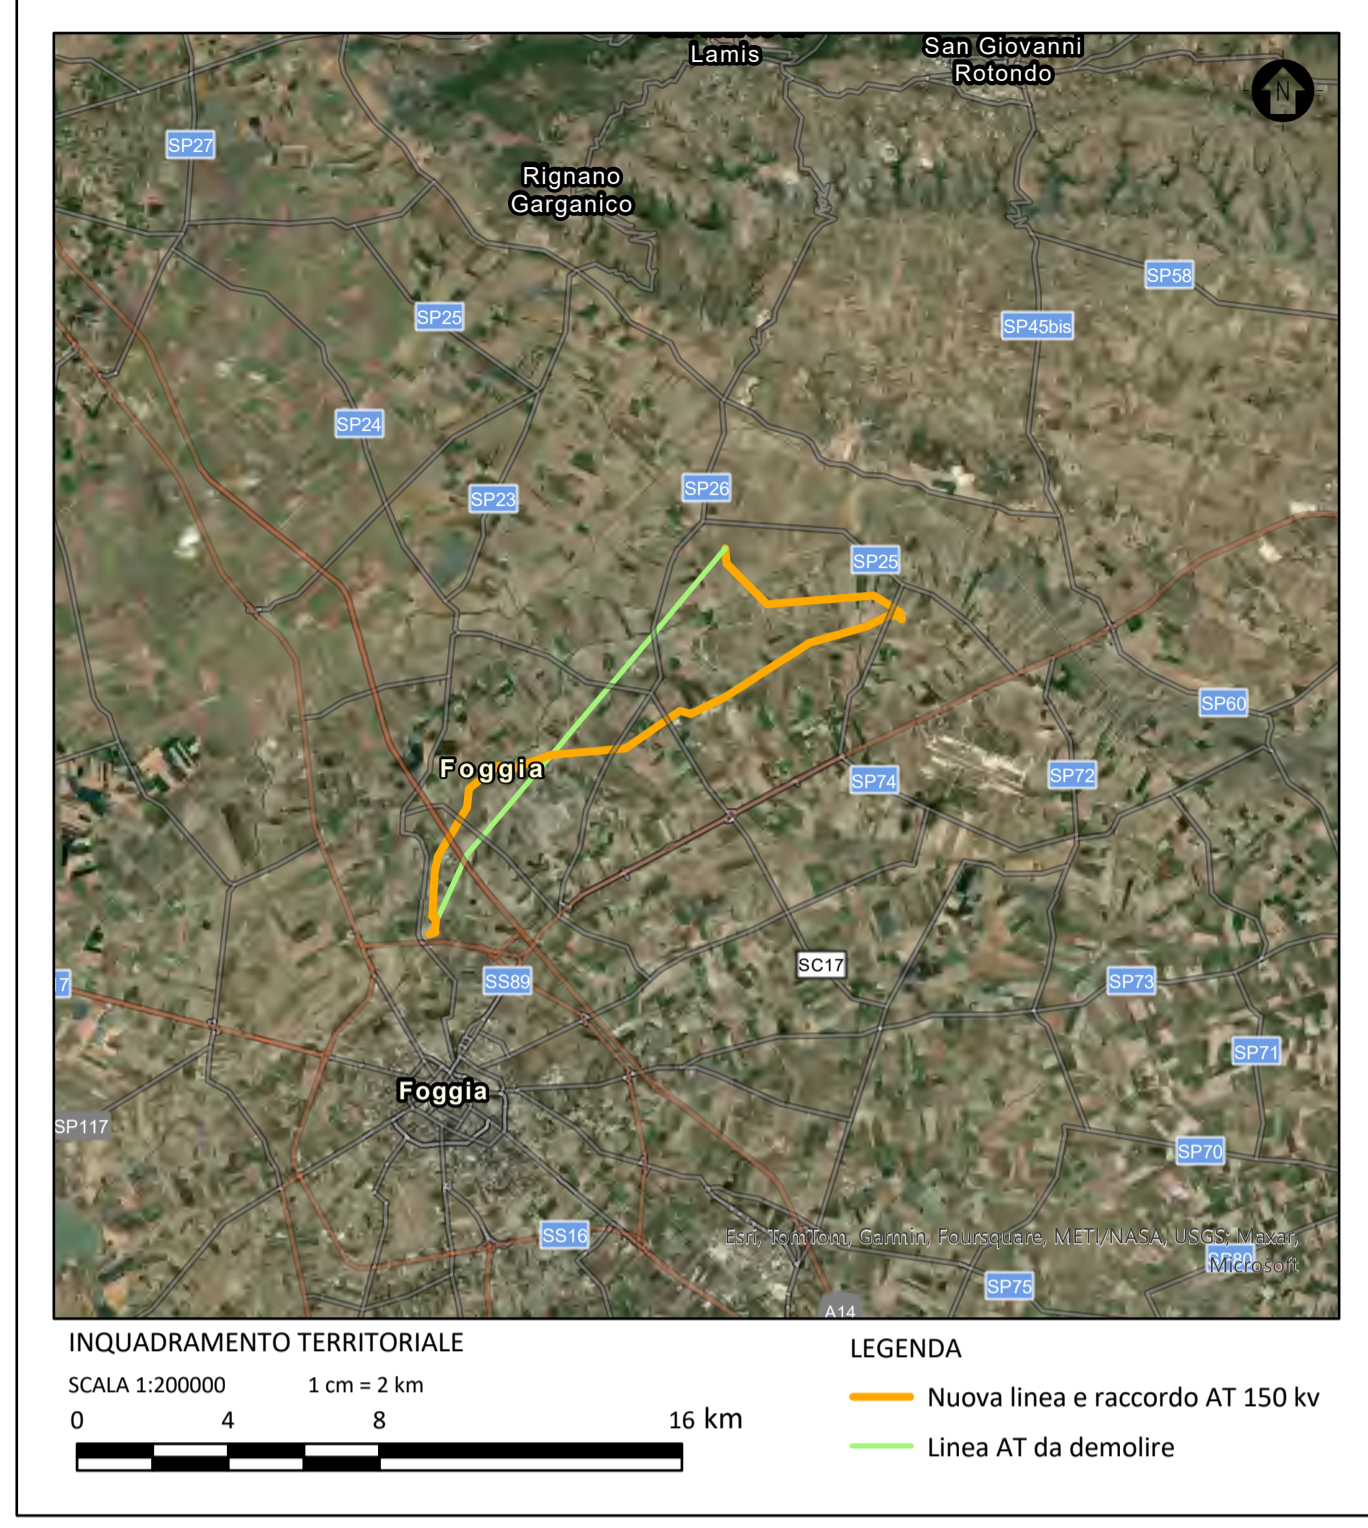 Lamis
San Giovanni
Rotondo
N
SP27
Rignano
Garganico
SP58
SP25
SP45bis
SP24
SP23
SP26
SP25
SP60
Foggia
SP74
SP72
SC17
17
SS89
SP73
SP71
Foggia
SP117
SP70
SS16
Esri, TomTom, Garmin, Foursquare, METI/NASA, USGS; Maxar,
Microsoft
SP80
SP75
A14
INQUADRAMENTO TERRITORIALE
SCALA 1:200000 1 cm = 2 km
0 4 8 16 km
LEGENDA
Nuova linea e raccordo AT 150 kv
Linea AT da demolire